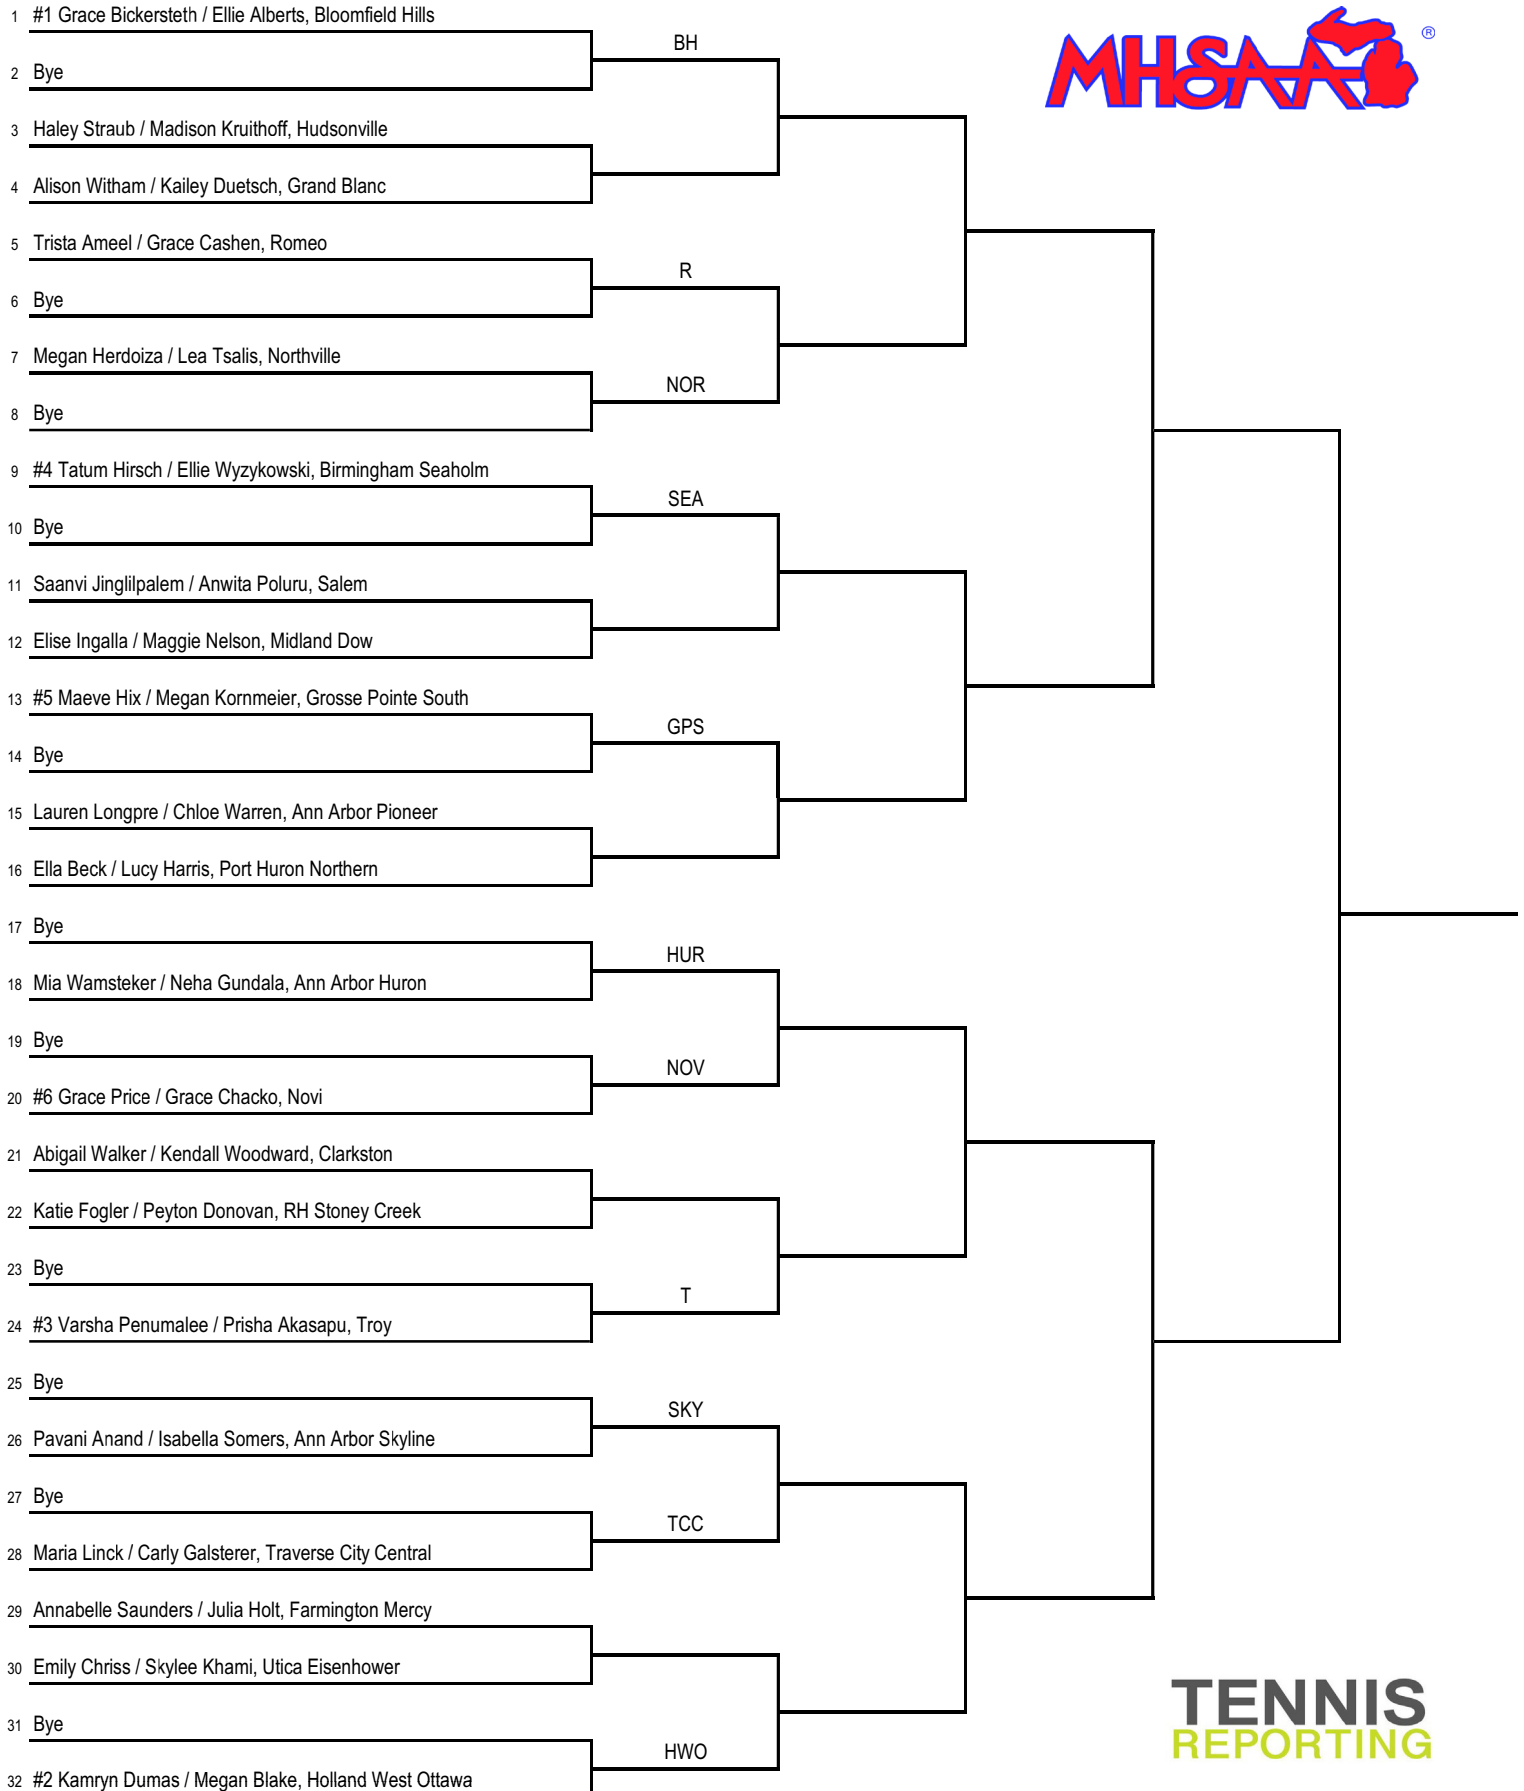 1 #1 Grace Bickersteth / Ellie Alberts, Bloomfield Hills
MHSAA ®
BH
2 Bye
3 Haley Straub / Madison Kruithoff, Hudsonville
4 Alison Witham / Kailey Duetsch, Grand Blanc
5 Trista Ameel / Grace Cashen, Romeo
R
6 Bye
7 Megan Herdoiza / Lea Tsalis, Northville
NOR
8 Bye
9 #4 Tatum Hirsch / Ellie Wyzykowski, Birmingham Seaholm
SEA
10 Bye
11 Saanvi Jinglilpalem / Anwita Poluru, Salem
12 Elise Ingalla / Maggie Nelson, Midland Dow
13 #5 Maeve Hix / Megan Kornmeier, Grosse Pointe South
GPS
14 Bye
15 Lauren Longpre / Chloe Warren, Ann Arbor Pioneer
16 Ella Beck / Lucy Harris, Port Huron Northern
17 Bye
HUR
18 Mia Wamsteker / Neha Gundala, Ann Arbor Huron
19 Bye
NOV
20 #6 Grace Price / Grace Chacko, Novi
21 Abigail Walker / Kendall Woodward, Clarkston
22 Katie Fogler / Peyton Donovan, RH Stoney Creek
23 Bye
T
24 #3 Varsha Penumalee / Prisha Akasapu, Troy
25 Bye
SKY
26 Pavani Anand / Isabella Somers, Ann Arbor Skyline
27 Bye
TCC
28 Maria Linck / Carly Galsterer, Traverse City Central
29 Annabelle Saunders / Julia Holt, Farmington Mercy
30 Emily Chriss / Skylee Khami, Utica Eisenhower
31 Bye
HWO
32 #2 Kamryn Dumas / Megan Blake, Holland West Ottawa
TENNIS
REPORTING